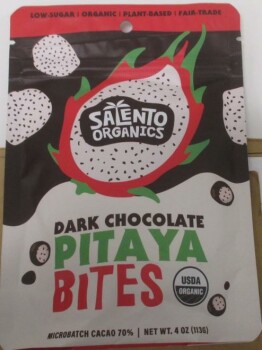 LOW-SUGAR | ORGANIC | PLANT-BASED | FAIR-TRADE
SALENTO
ORGANICS
DARK CHOCOLATE
PITAYA
BITES
USDA
ORGANIC
MICROBATCH CACAO 70% | NET WT. 4 OZ (113G)